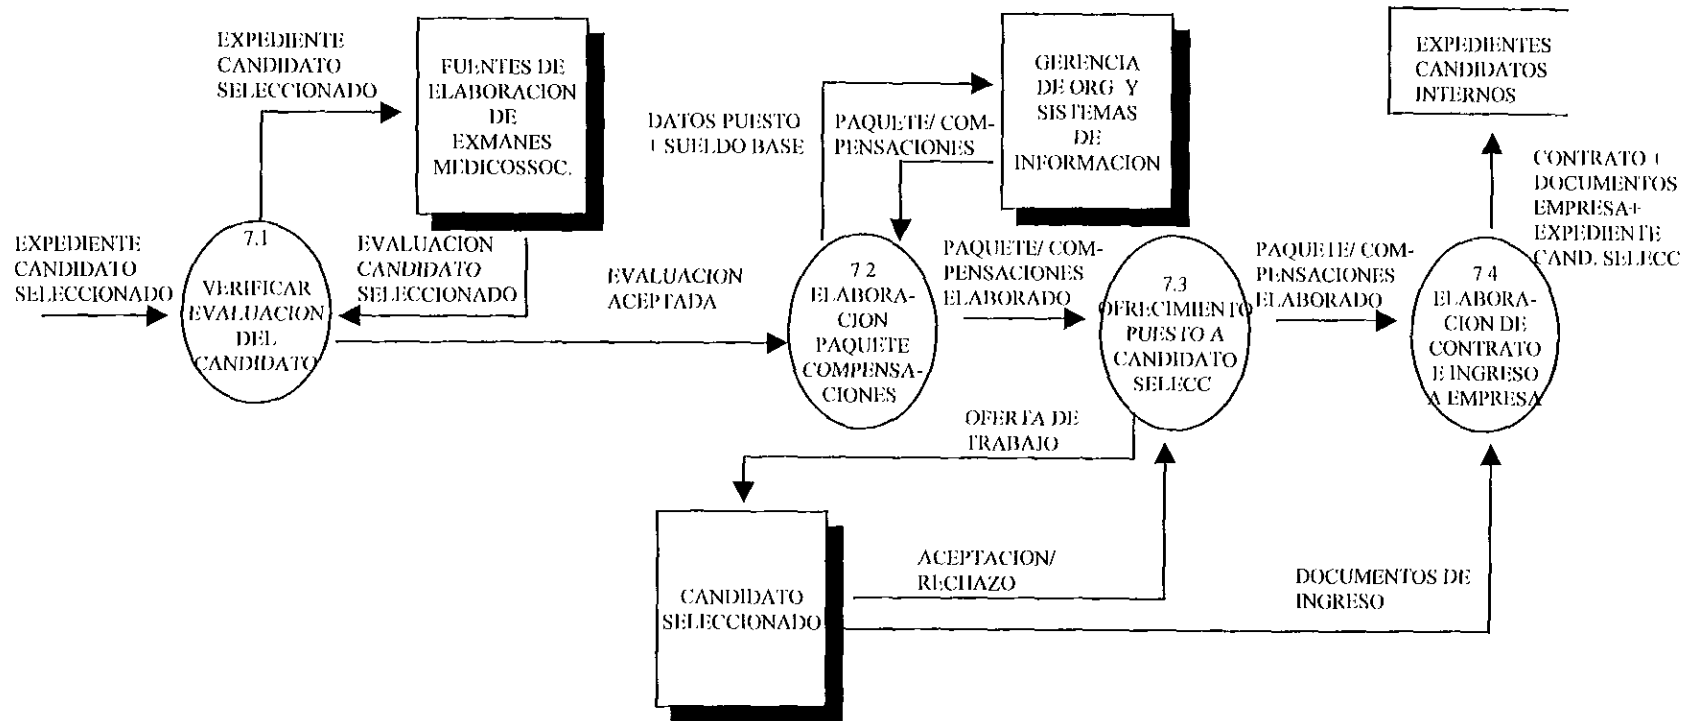 EXPEDIENTE
CANDIDATO
SELECCIONADO
FUENTES DE
ELABORACION
DE
EXMANES
MEDICOSSOC.
DATOS PUESTO
+ SUELDO BASE
PAQUETE/ COM-
PENSACIONES
GERENCIA
DE ORG Y
SISTEMAS
DE
INFORMACION
EXPEDIENTES
CANDIDATOS
INTERNOS
CONTRATO +
DOCUMENTOS
EMPRESA+
EXPEDIENTE
CAND. SELECC
EXPEDIENTE
CANDIDATO
SELECCIONADO
7.1
VERIFICAR
EVALUACION
DEL
CANDIDATO
EVALUACION
CANDIDATO
SELECCIONADO
EVALUACION
ACEPTADA
7 2
ELABORA-
CION
PAQUETE
COMPENSA-
CIONES
PAQUETE/ COM-
PENSACIONES
ELABORADO
7.3
OFRECIMIENTO
PUESTO A
CANDIDATO
SELECC
PAQUETE/ COM-
PENSACIONES
ELABORADO
7 4
ELABORA-
CION DE
CONTRATO
E INGRESO
A EMPRESA
OFERTA DE
TRABAJO
CANDIDATO
SELECCIONADO
ACEPTACION/
RECHAZO
DOCUMENTOS DE
INGRESO